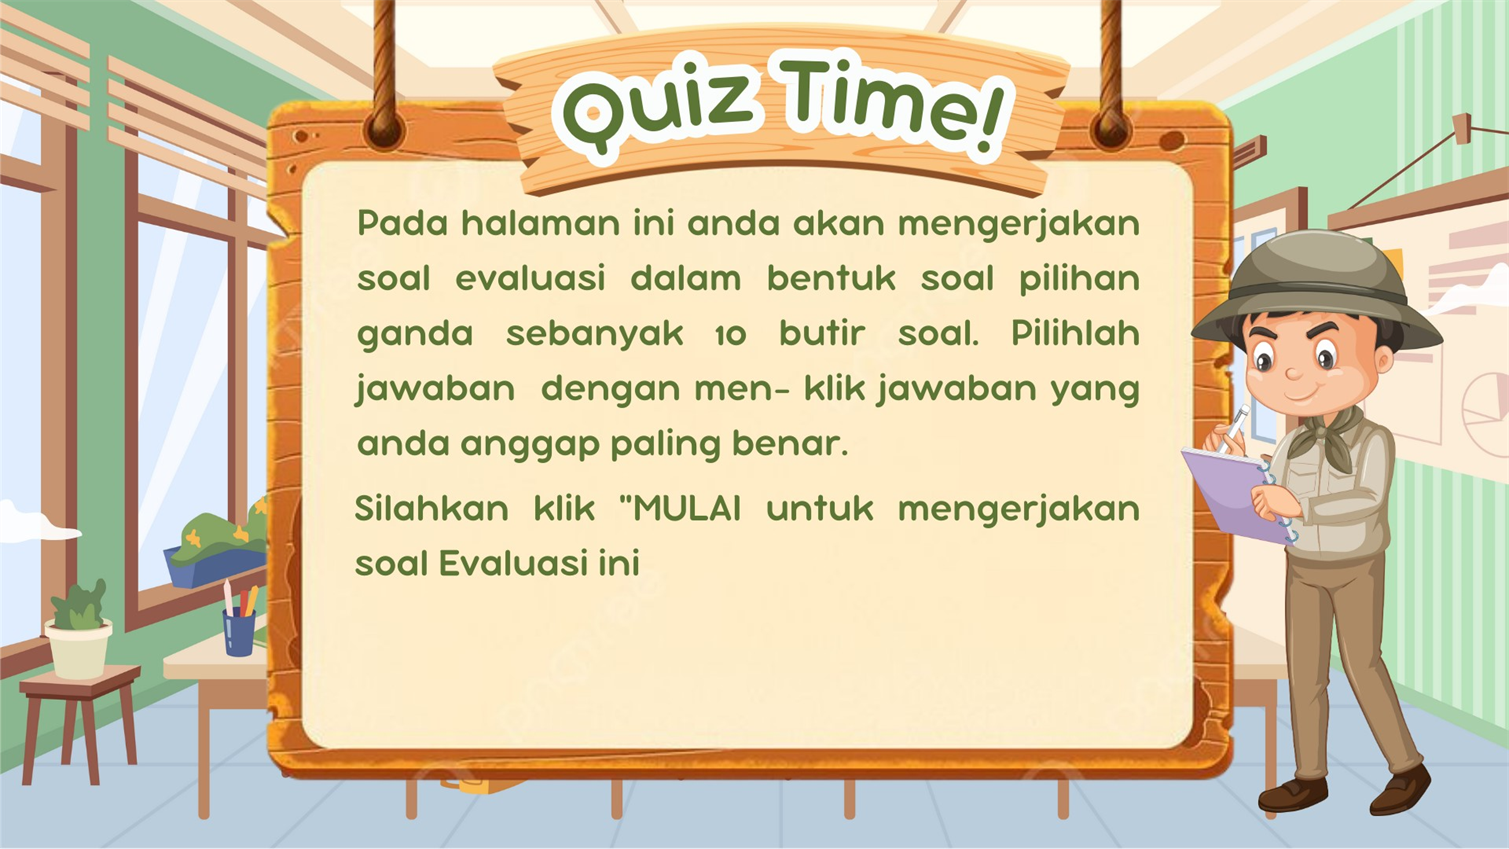 Quiz Time!
Pada halaman ini anda akan mengerjakan
soal evaluasi dalam bentuk soal pilihan
ganda sebanyak 10 butir soal. Pilihlah
jawaban dengan men- klik jawaban yang
anda anggap paling benar.
Silahkan klik "MULAI untuk mengerjakan
soal Evaluasi ini